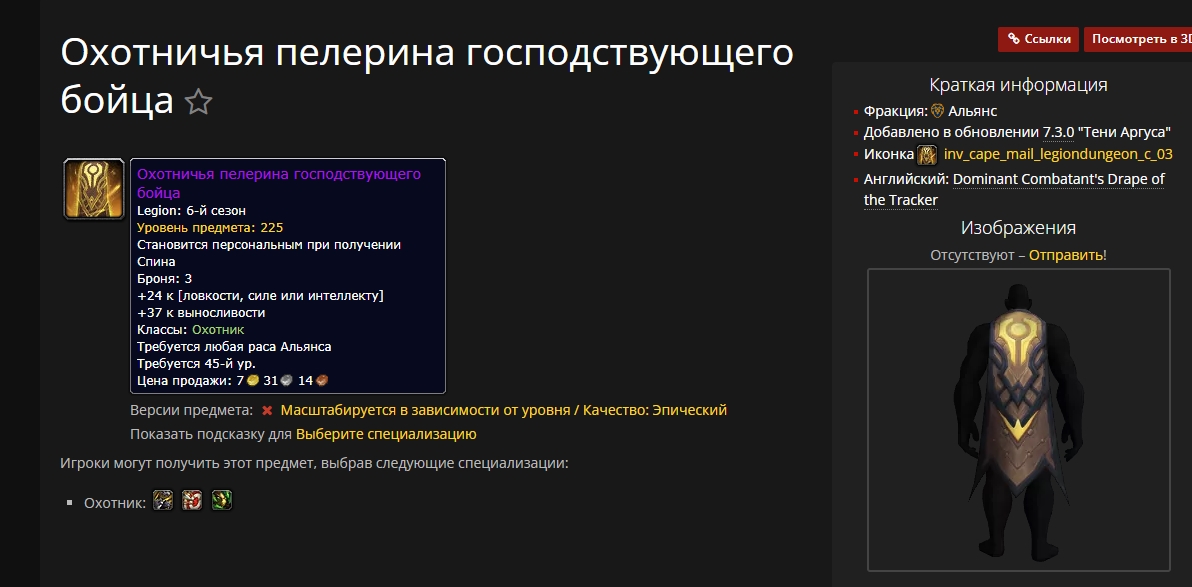 Охотничья пелерина господствующего
бойца
Охотничья пелерина господствующего
бойца
Legion: 6-й сезон
Уровень предмета: 225
Становится персональным при получении
Спина
Броня: 3
+24 к [ловкости, силе или интеллекту]
+37 к выносливости
Классы: Охотник
Требуется любая раса Альянса
Требуется 45-й ур.
Цена продажи: 7 31 14
Версии предмета: Масштабируется в зависимости от уровня / Качество: Эпический
Показать подсказку для Выберите специализацию
Игроки могут получить этот предмет, выбрав следующие специализации:
Охотник:
Ссылки
Посмотреть в 3D
Краткая информация
Фракция: Альянс
Добавлено в обновлении 7.3.0 "Тени Аргуса"
Иконка inv_cape_mail_legiondungeon_c_03
Английский: Dominant Combatant's Drape of
the Tracker
Изображения
Отсутствуют – Отправить!